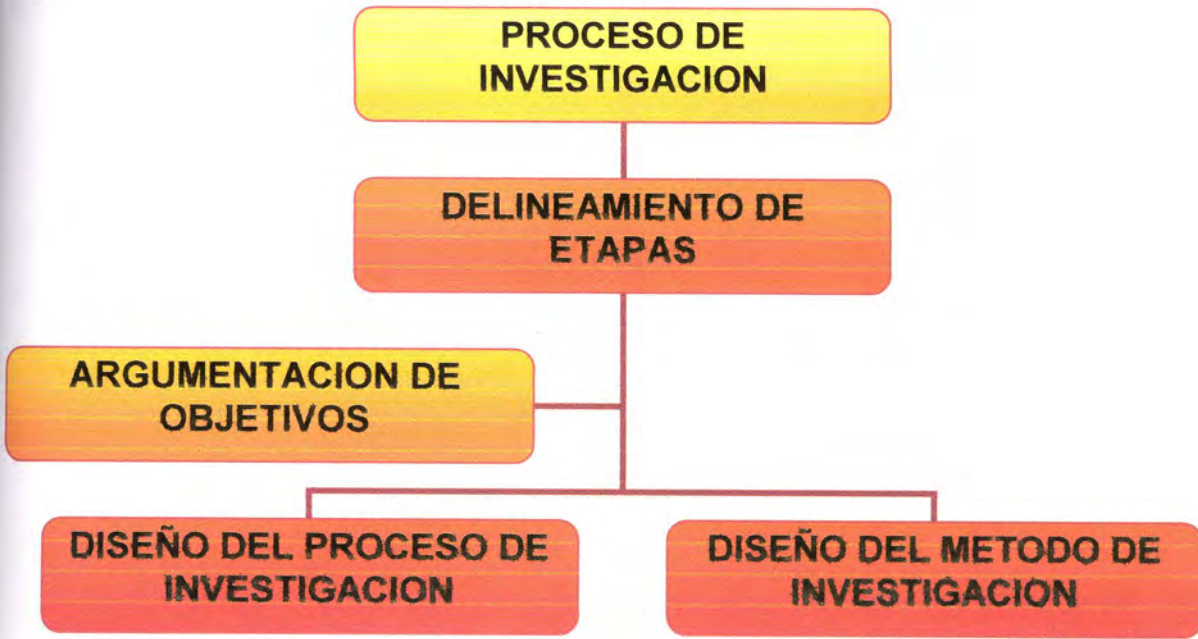 PROCESO DE
INVESTIGACION
DELINEAMIENTO DE
ETAPAS
ARGUMENTACION DE
OBJETIVOS
DISEÑO DEL PROCESO DE
INVESTIGACION
DISEÑO DEL METODO DE
INVESTIGACION